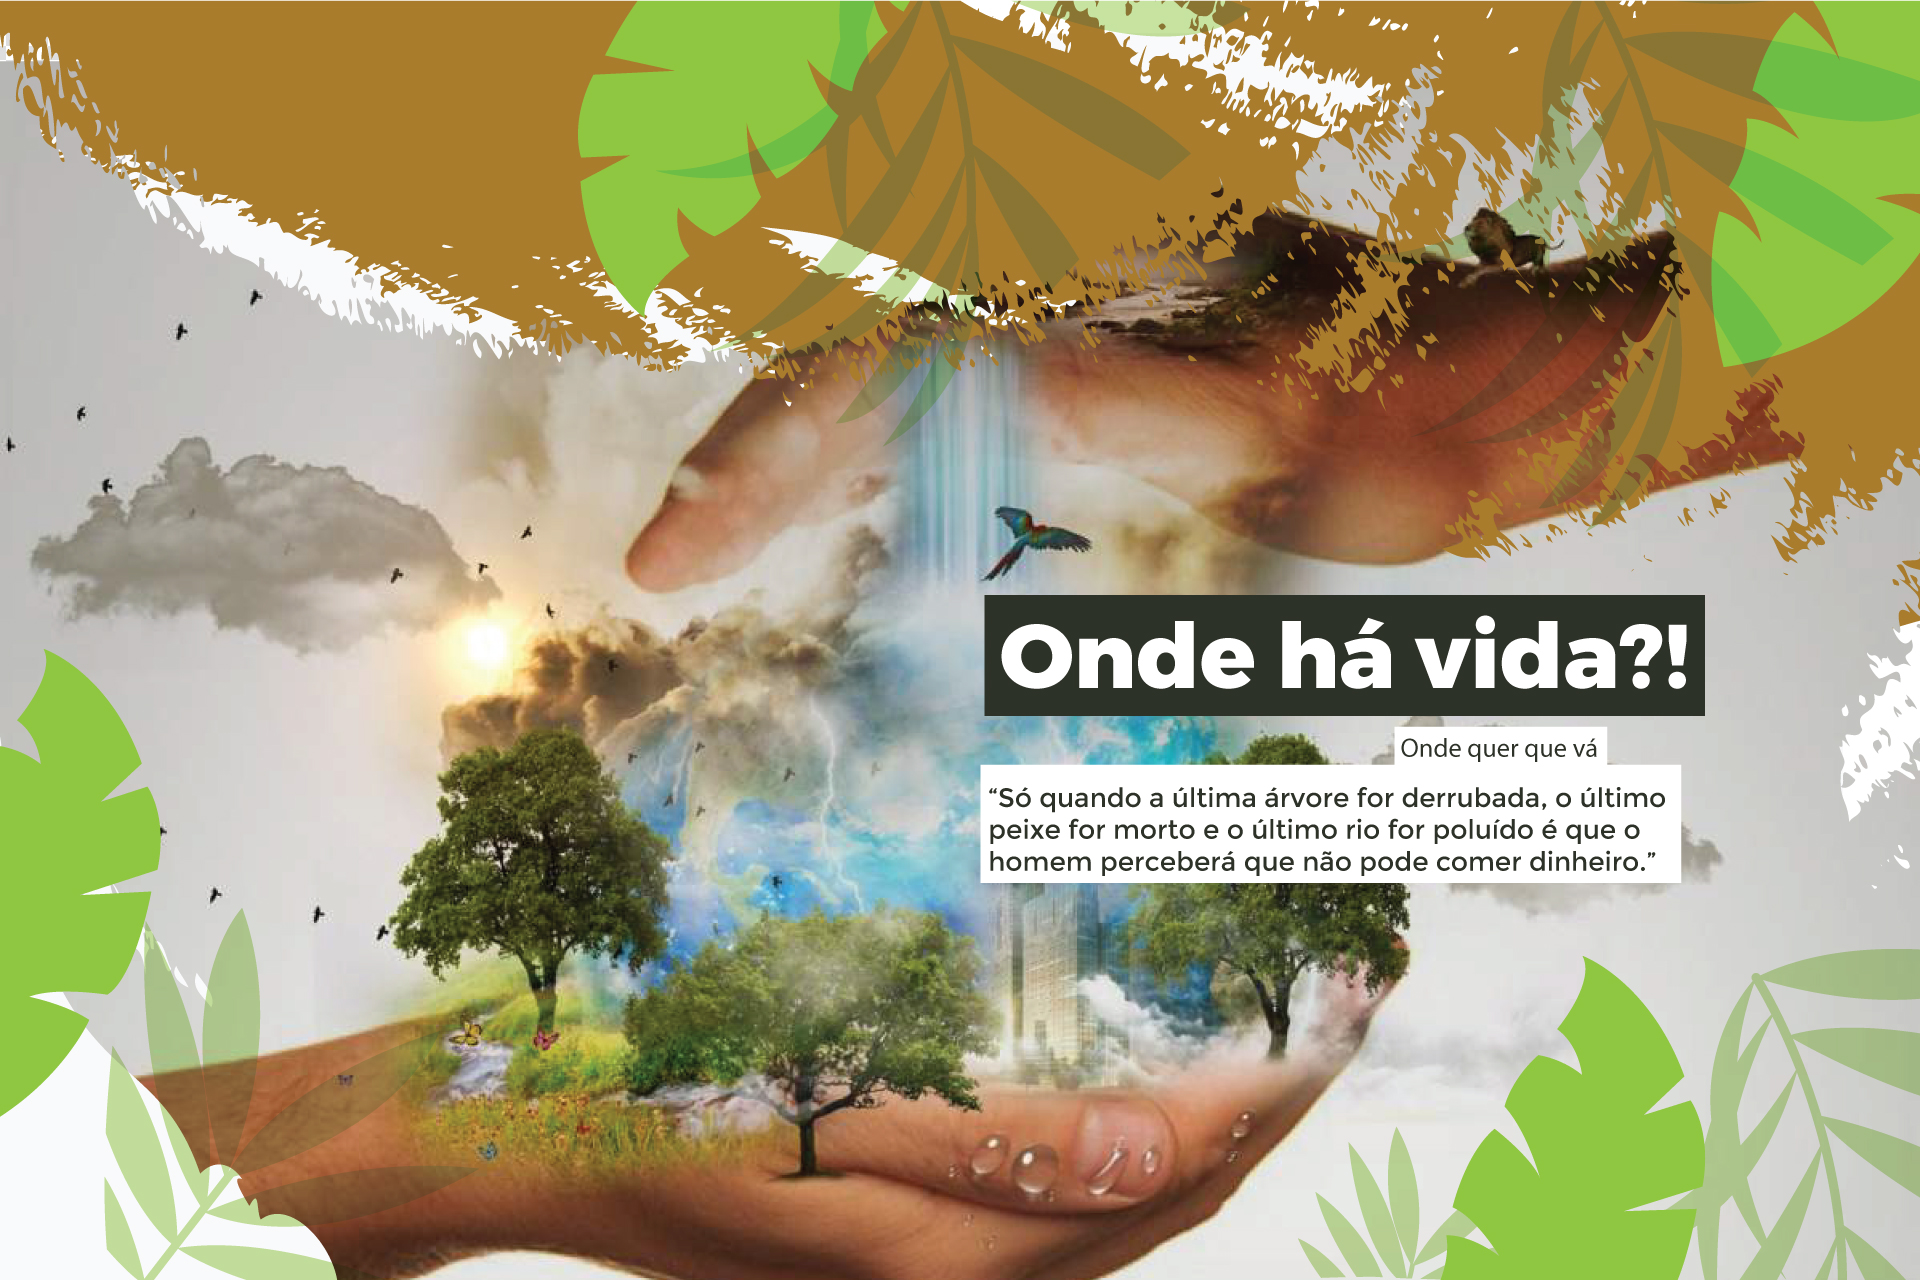 Onde há vida?!
Onde quer que vá
“Só quando a última árvore for derrubada, o último
peixe for morto e o último rio for poluído é que o
homem perceberá que não pode comer dinheiro.”